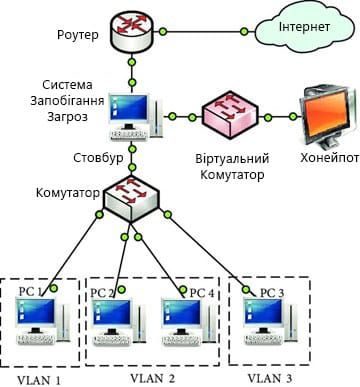 Інтернет
Роутер
Система
Запобігання
Загроз
Стовбур
Віртуальний
Комутатор
Хонейпот
Комутатор
PC 1
PC 2
PC 4
PC 3
VLAN 1
VLAN 2
VLAN 3